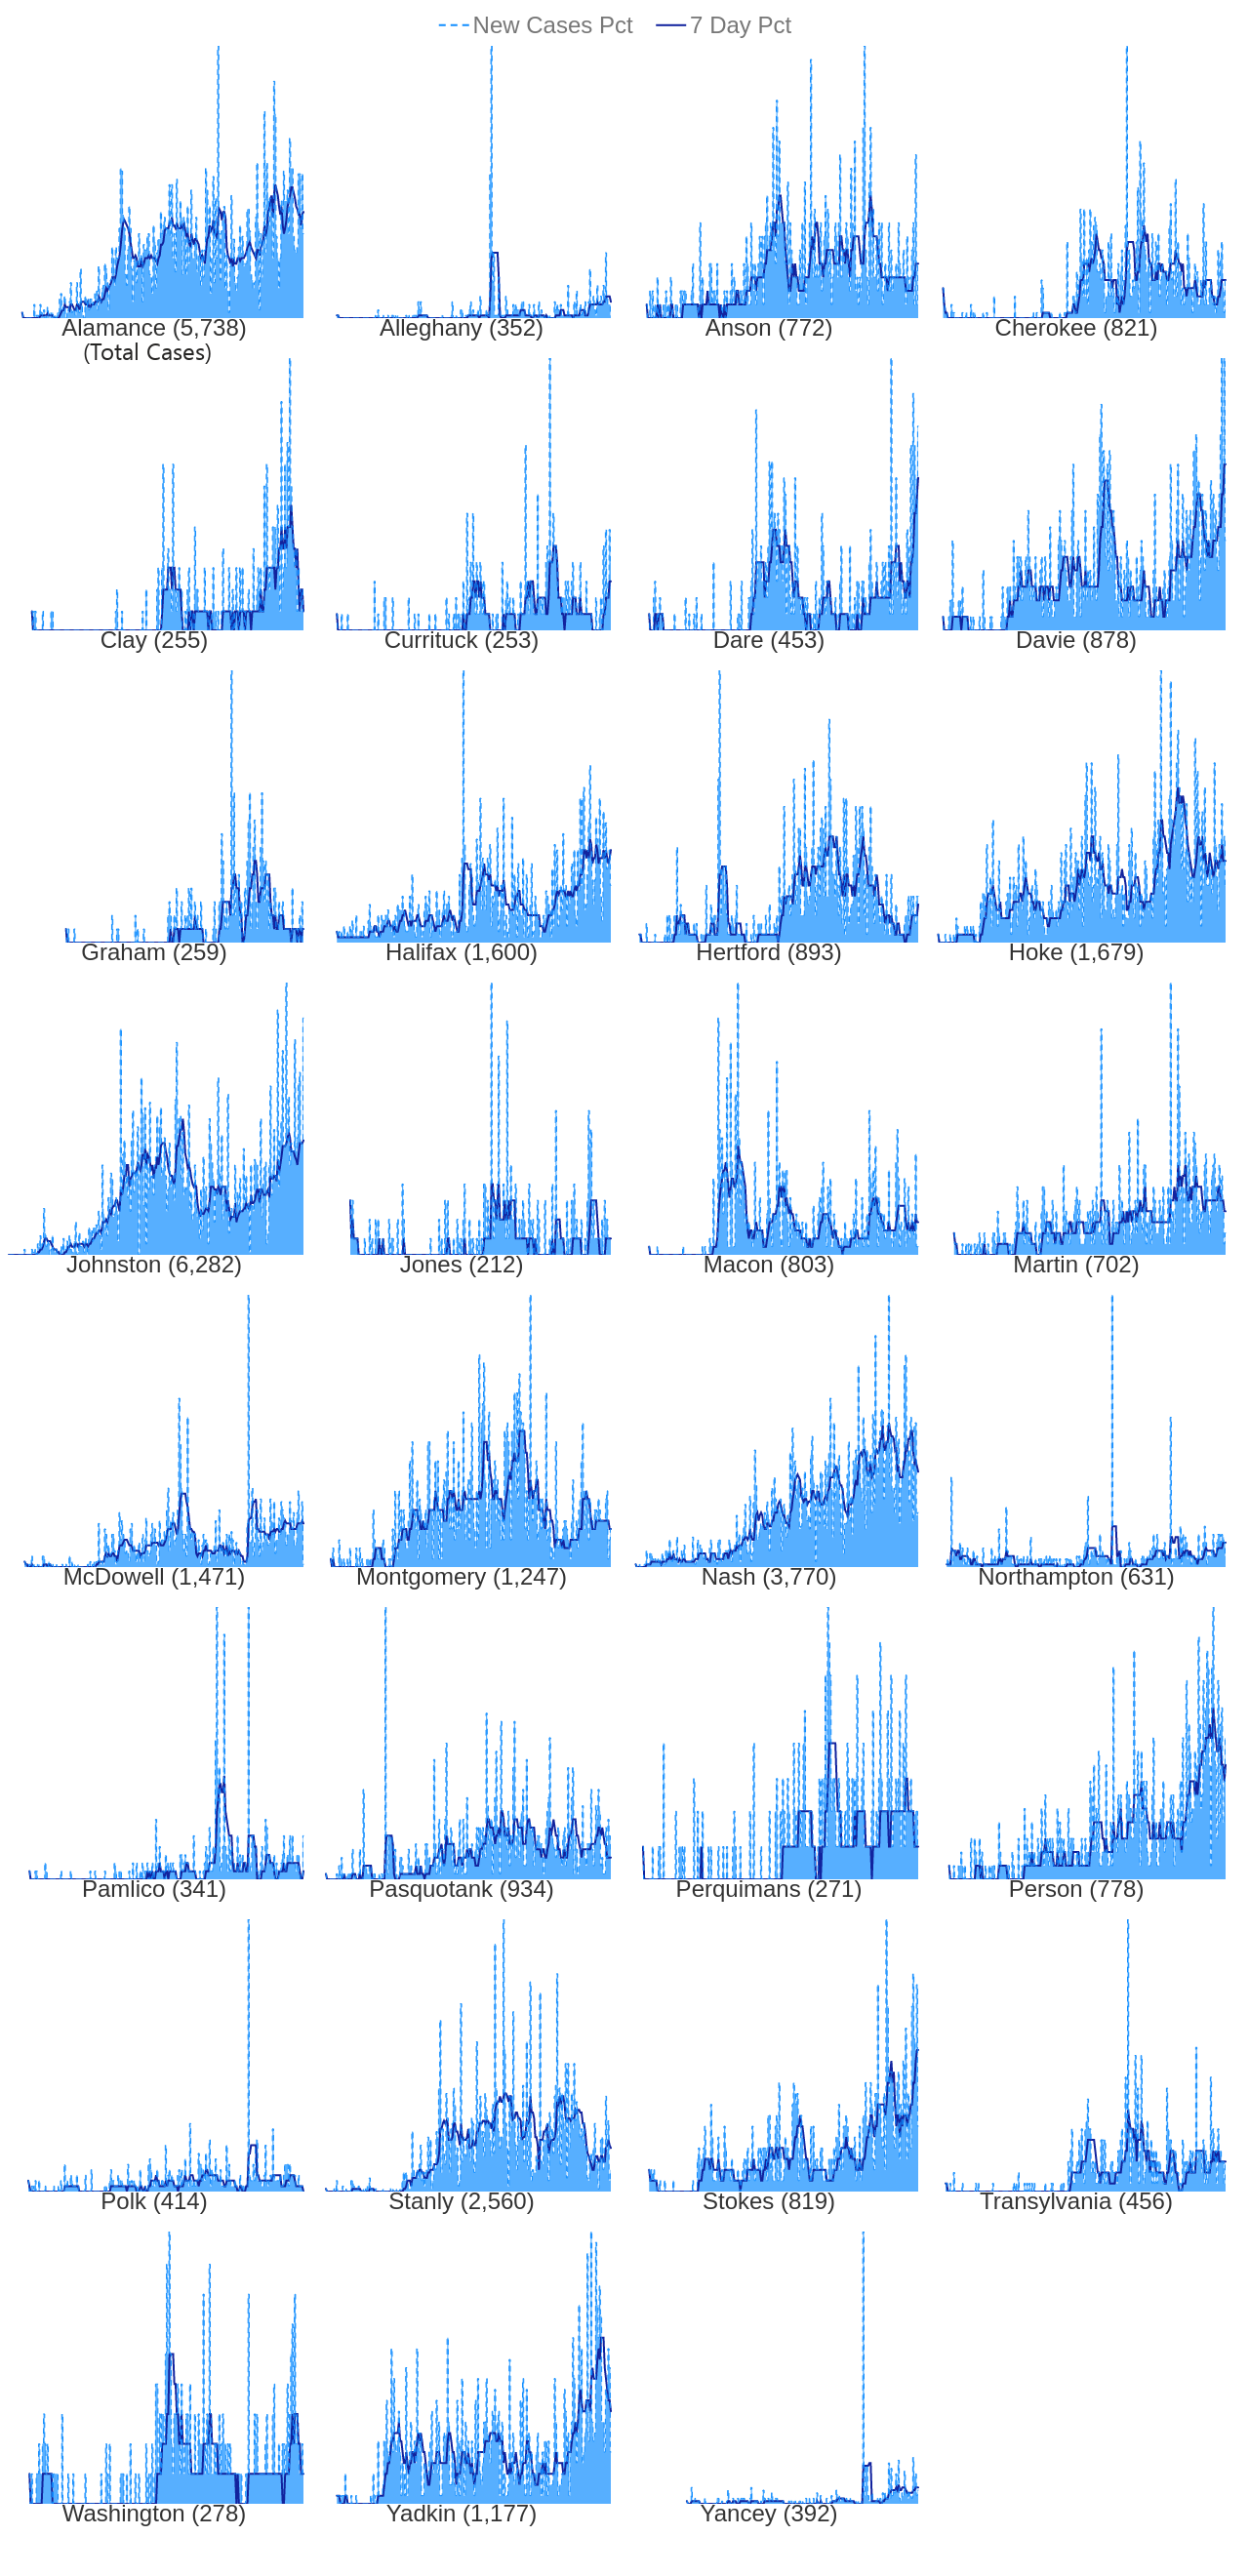 New Cases Pct 7 Day Pct
Alamance (5,738) Alleghany (352) Anson (772) Cherokee (821)
(Total Cases)
Clay (255) Currituck (253) Dare (453) Davie (878)
Graham (259) Halifax (1,600) Hertford (893) Hoke (1,679)
Johnston (6,282) Jones (212) Macon (803) Martin (702)
McDowell (1,471) Montgomery (1,247) Nash (3,770) Northampton (631)
Pamlico (341) Pasquotank (934) Perquimans (271) Person (778)
Polk (414) Stanly (2,560) Stokes (819) Transylvania (456)
Washington (278) Yadkin (1,177) Yancey (392)